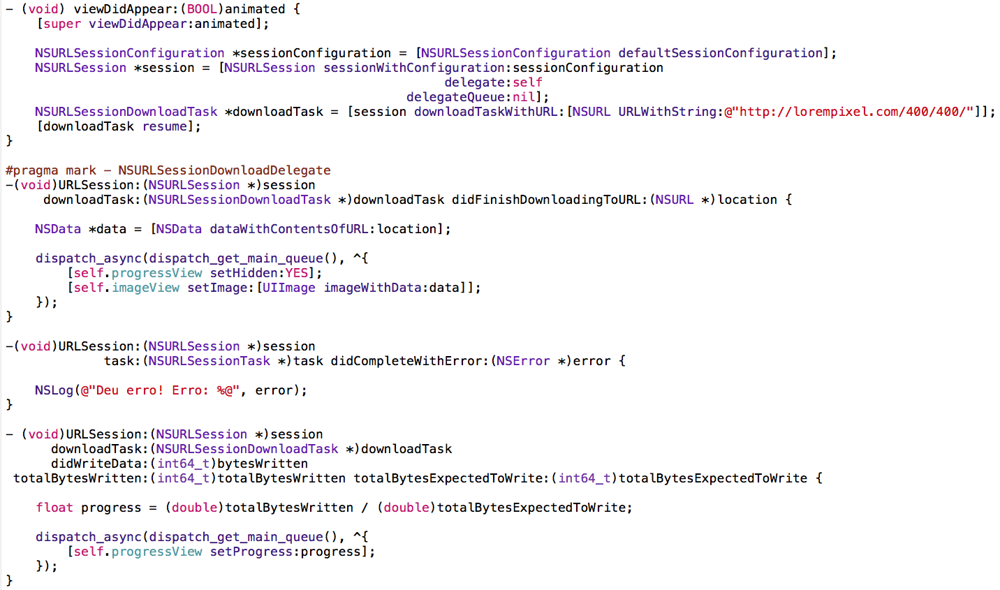 - (void) viewDidAppear:(BOOL)animated {
    [super viewDidAppear:animated];

    NSURLSessionConfiguration *sessionConfiguration = [NSURLSessionConfiguration defaultSessionConfiguration];
    NSURLSession *session = [NSURLSession sessionWithConfiguration:sessionConfiguration
                                                          delegate:self
                                                     delegateQueue:nil];
    NSURLSessionDownloadTask *downloadTask = [session downloadTaskWithURL:[NSURL URLWithString:@"http://lorempixel.com/400/400/"]];
    [downloadTask resume];
}

#pragma mark - NSURLSessionDownloadDelegate
-(void)URLSession:(NSURLSession *)session
     downloadTask:(NSURLSessionDownloadTask *)downloadTask didFinishDownloadingToURL:(NSURL *)location {

    NSData *data = [NSData dataWithContentsOfURL:location];

    dispatch_async(dispatch_get_main_queue(), ^{
        [self.progressView setHidden:YES];
        [self.imageView setImage:[UIImage imageWithData:data]];
    });
}

-(void)URLSession:(NSURLSession *)session
             task:(NSURLSessionTask *)task didCompleteWithError:(NSError *)error {

    NSLog(@"Deu erro! Erro: %@", error);
}

- (void)URLSession:(NSURLSession *)session
      downloadTask:(NSURLSessionDownloadTask *)downloadTask
      didWriteData:(int64_t)bytesWritten
 totalBytesWritten:(int64_t)totalBytesWritten totalBytesExpectedToWrite:(int64_t)totalBytesExpectedToWrite {

    float progress = (double)totalBytesWritten / (double)totalBytesExpectedToWrite;

    dispatch_async(dispatch_get_main_queue(), ^{
        [self.progressView setProgress:progress];
    });
}